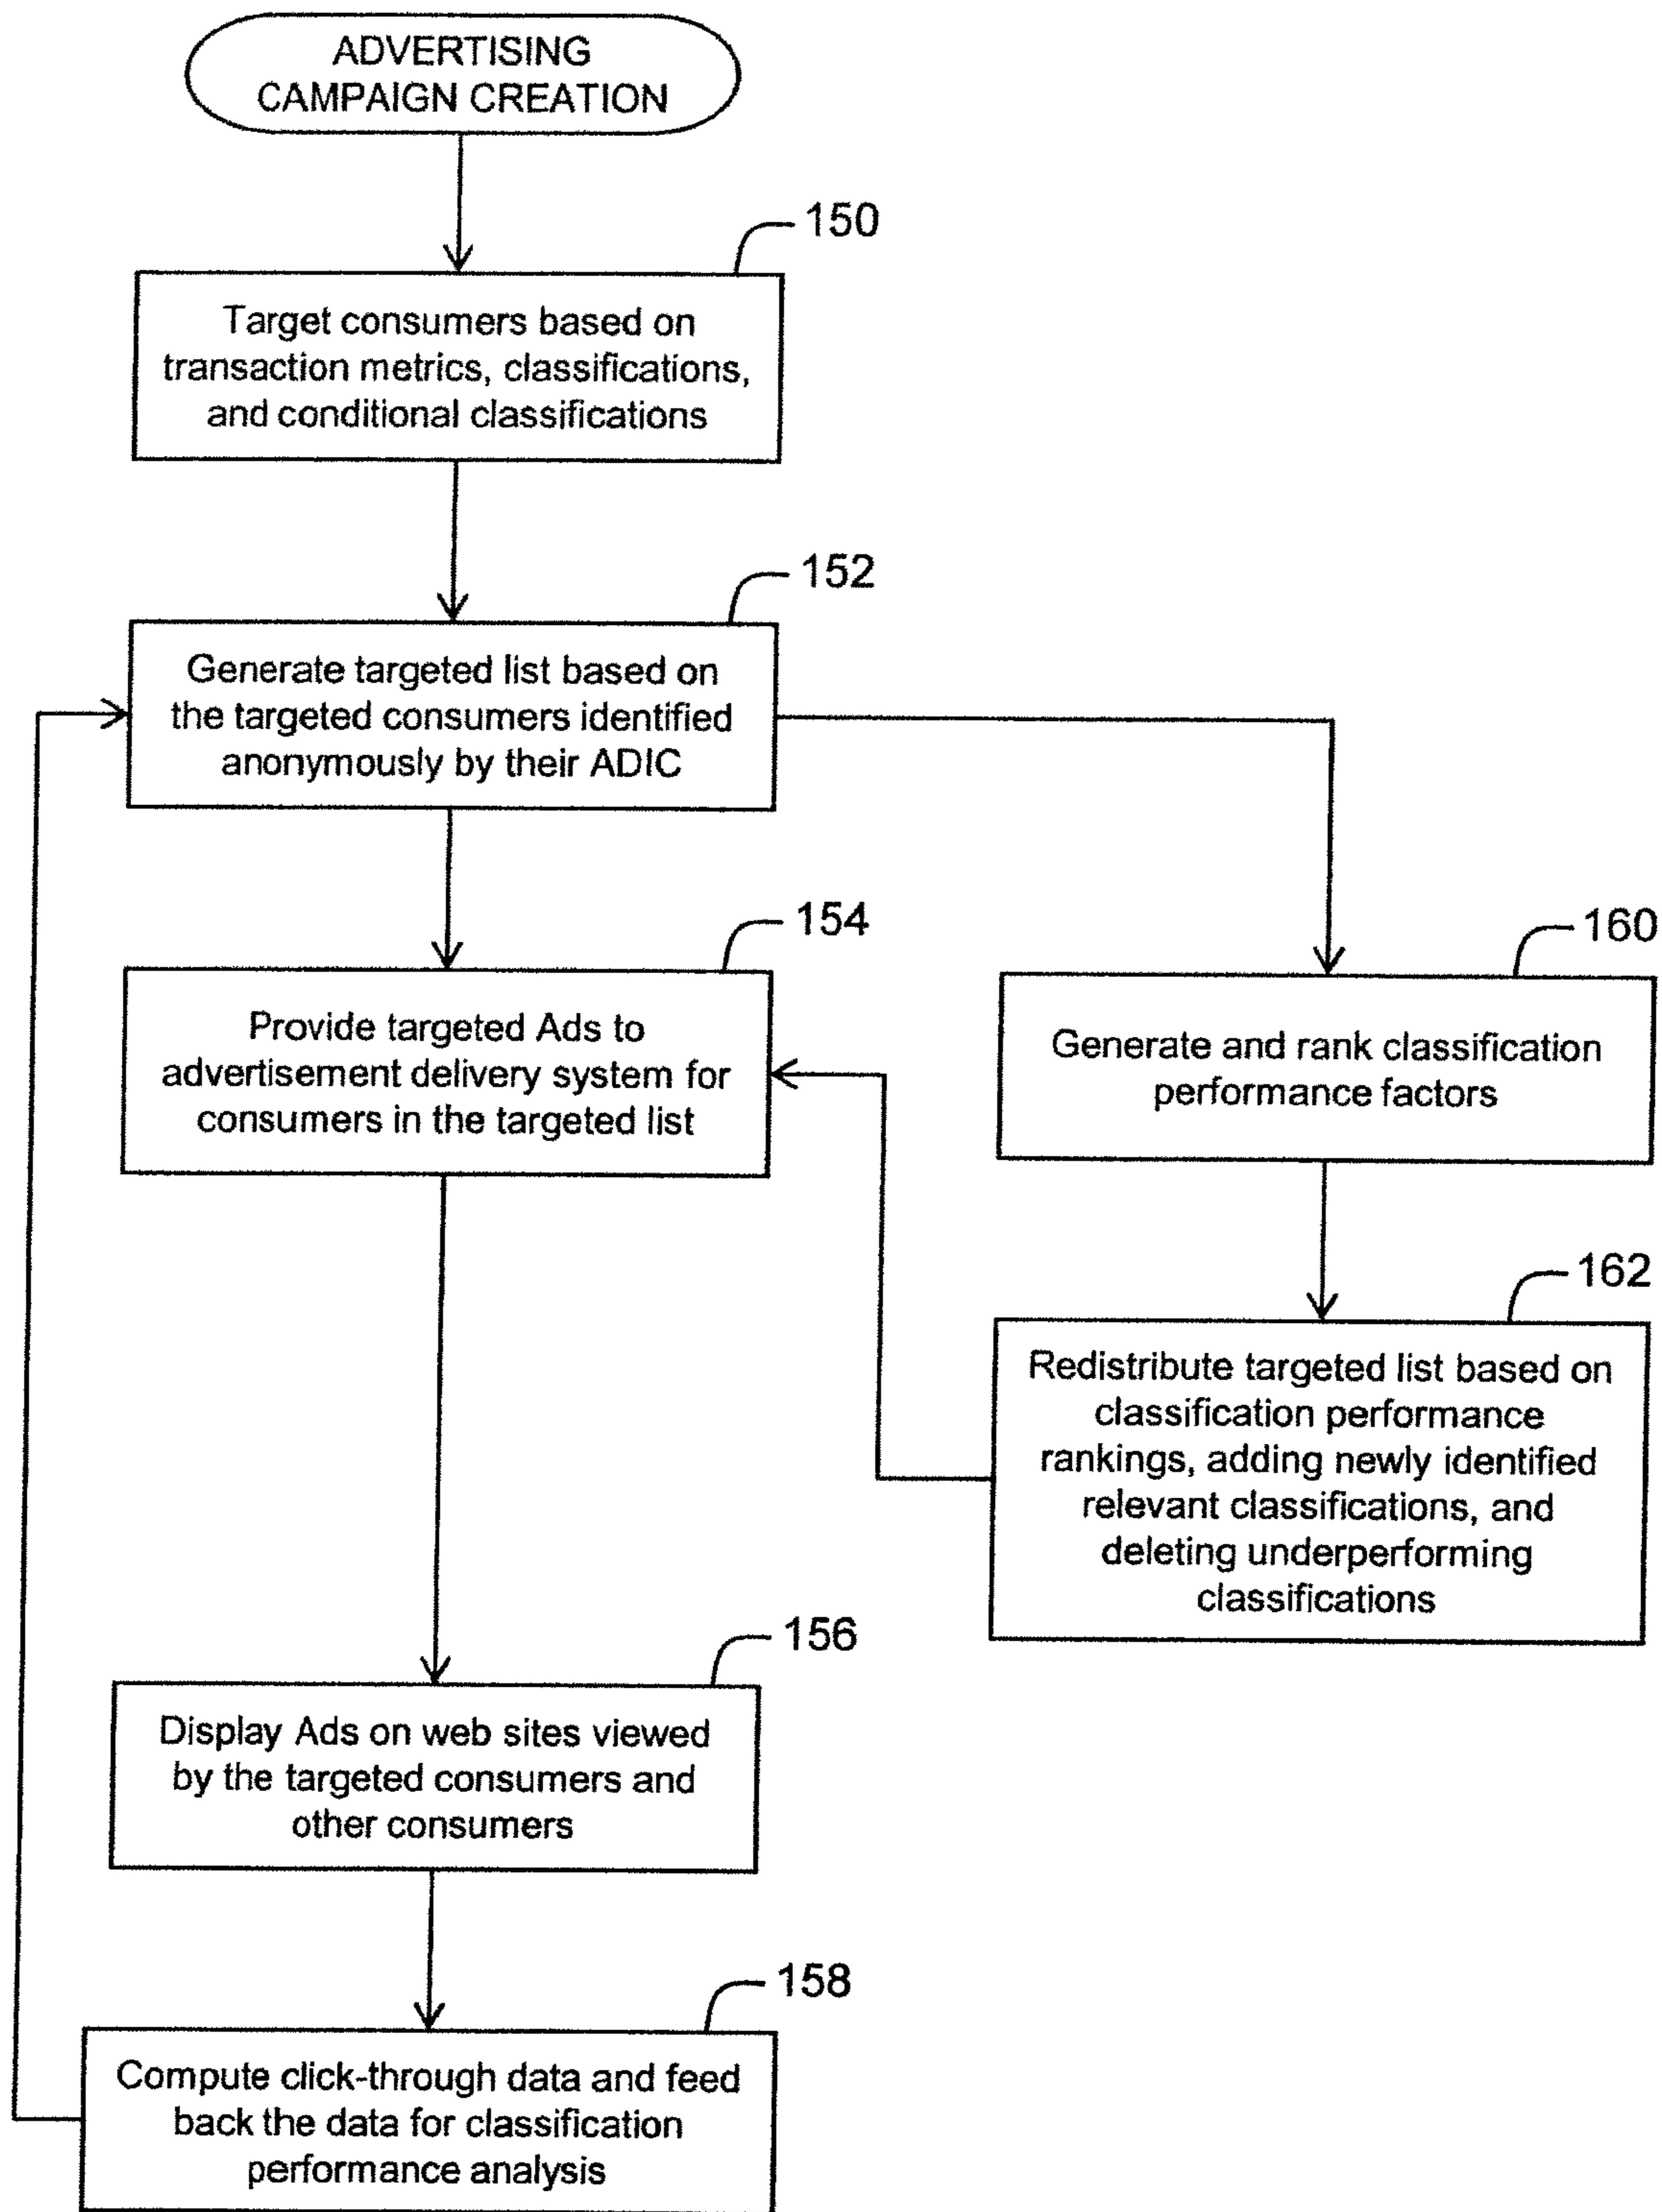 ADVERTISING
CAMPAIGN CREATION
150
Target consumers based on
transaction metrics, classifications,
and conditional classifications
152
Generate targeted list based on
the targeted consumers identified
anonymously by their ADIC
154
Provide targeted Ads to
advertisement delivery system for
consumers in the targeted list
160
Generate and rank classification
performance factors
162
Redistribute targeted list based on
classification performance
rankings, adding newly identified
relevant classifications, and
deleting underperforming
classifications
156
Display Ads on web sites viewed
by the targeted consumers and
other consumers
158
Compute click-through data and feed
back the data for classification
performance analysis